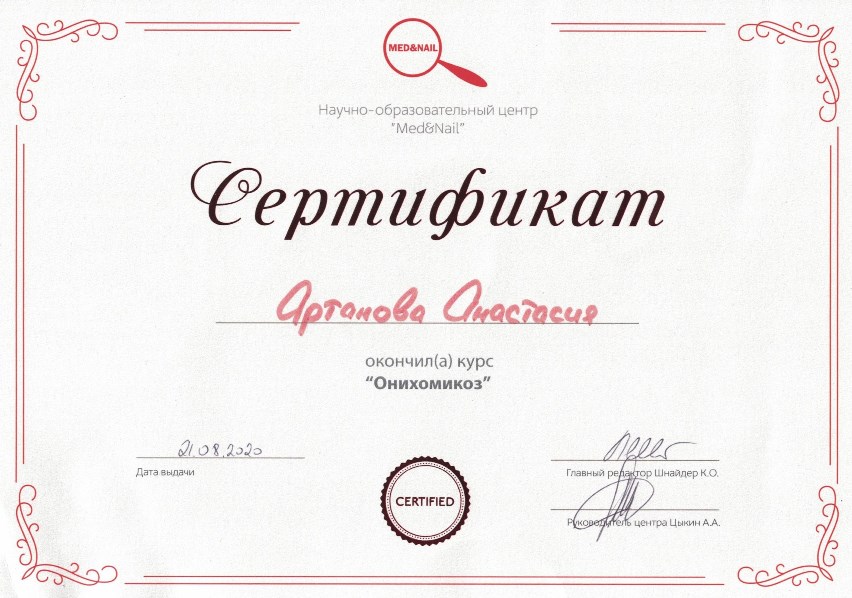 MED&NAIL
Научно-образовательный центр
"Med&Nail"
Сертификат
Артанова Анастасия
окончил(а) курс
“Онихомикоз”
21.08.2020
Дата выдачи
CERTIFIED
Главный редактор Шнайдер К.О.
Руководитель центра Цыкин А.А.